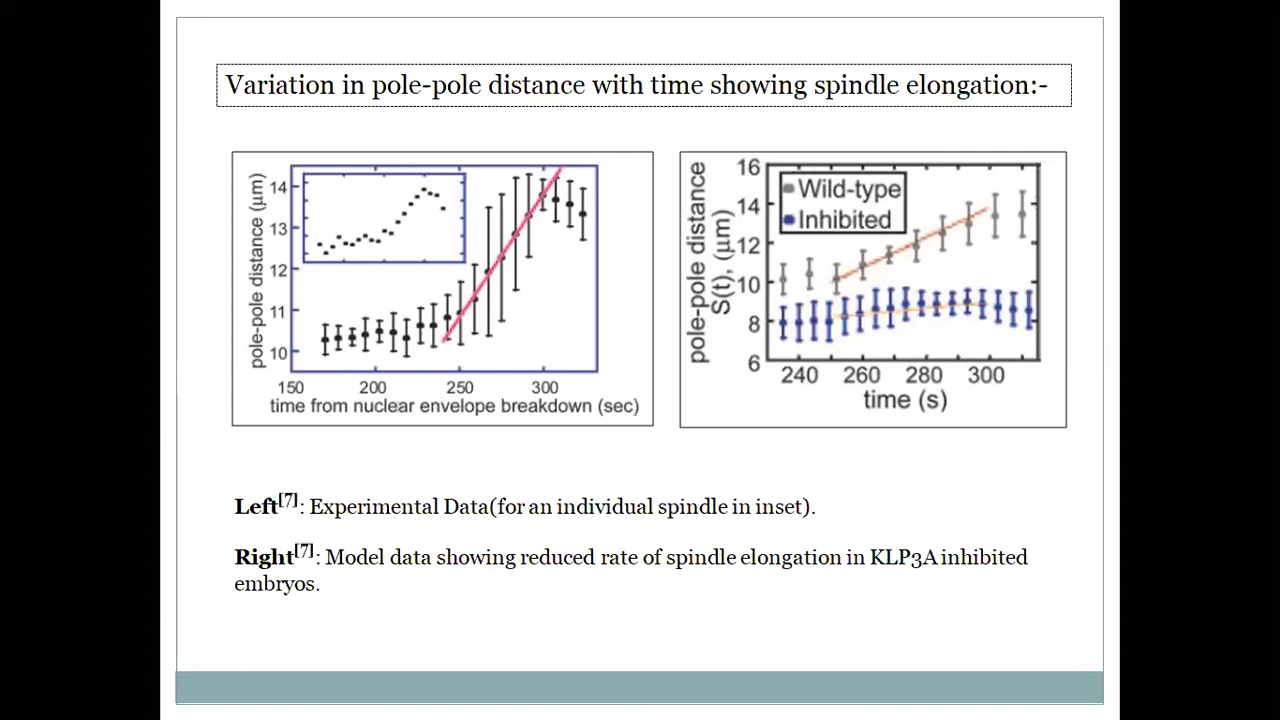 Variation in pole-pole distance with time showing spindle elongation:-
pole-pole distance (μm)
14
13
12
11
10
150 200 250 300
time from nuclear envelope breakdown (sec)
pole-pole distance
S(t), (μm)
16
14
12
10
8
6
Wild-type
Inhibited
240 260 280 300
time (s)
Left[7]: Experimental Data(for an individual spindle in inset).
Right[7]: Model data showing reduced rate of spindle elongation in KLP3A inhibited
embryos.